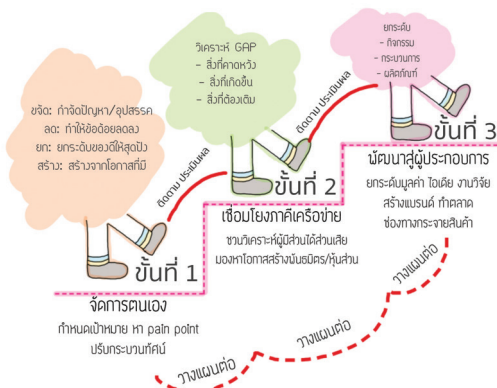 ขจัด: กำจัดปัญหา/อุปสรรค
ลด: ทำให้ข้อด้อยลดลง
ยก: ยกระดับของดีให้สุดปัง
สร้าง: สร้างจากโอกาสที่มี
ขั้นที่ 1
จัดการตนเอง
กำหนดเป้าหมาย หา pain point
ปรับกระบวนทัศน์
ติดตาม ประเมินผล
วิเคราะห์ GAP
- สิ่งที่คาดหวัง
- สิ่งที่เกิดขึ้น
- สิ่งที่ต้องเติม
ขั้นที่ 2
เชื่อมโยงภาคีเครือข่าย
ชวนวิเคราะห์ผู้มีส่วนได้ส่วนเสีย
มองหาโอกาสสร้างพันธมิตร/หุ้นส่วน
ติดตาม ประเมินผล
ยกระดับ
- กิจกรรม
- กระบวนการ
- ผลิตภัณฑ์
ขั้นที่ 3
พัฒนาสู่ผู้ประกอบการ
ยกระดับมูลค่า ไอเดีย งานวิจัย
สร้างแบรนด์ ทำตลาด
ช่องทางกระจายสินค้า
วางแผนต่อ
วางแผนต่อ
วางแผนต่อ